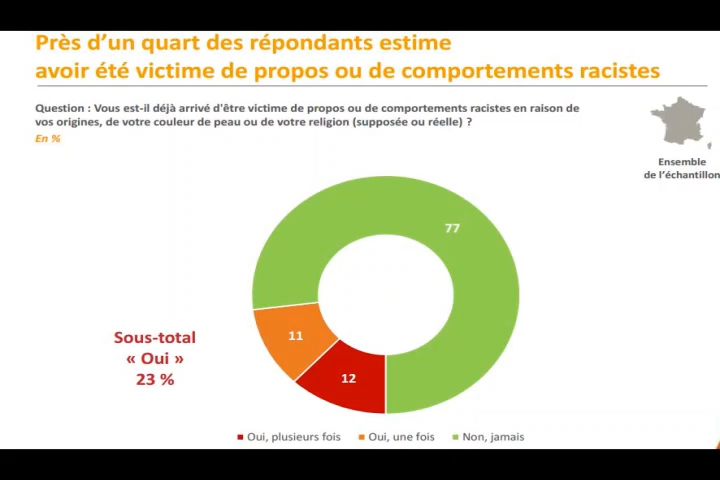 Près d’un quart des répondants estime
avoir été victime de propos ou de comportements racistes
Question : Vous est-il déjà arrivé d'être victime de propos ou de comportements racistes en raison de
vos origines, de votre couleur de peau ou de votre religion (supposée ou réelle) ?
En %
Ensemble
de l’échantillon
77
11
12
Sous-total
« Oui »
23 %
Oui, plusieurs fois
Oui, une fois
Non, jamais